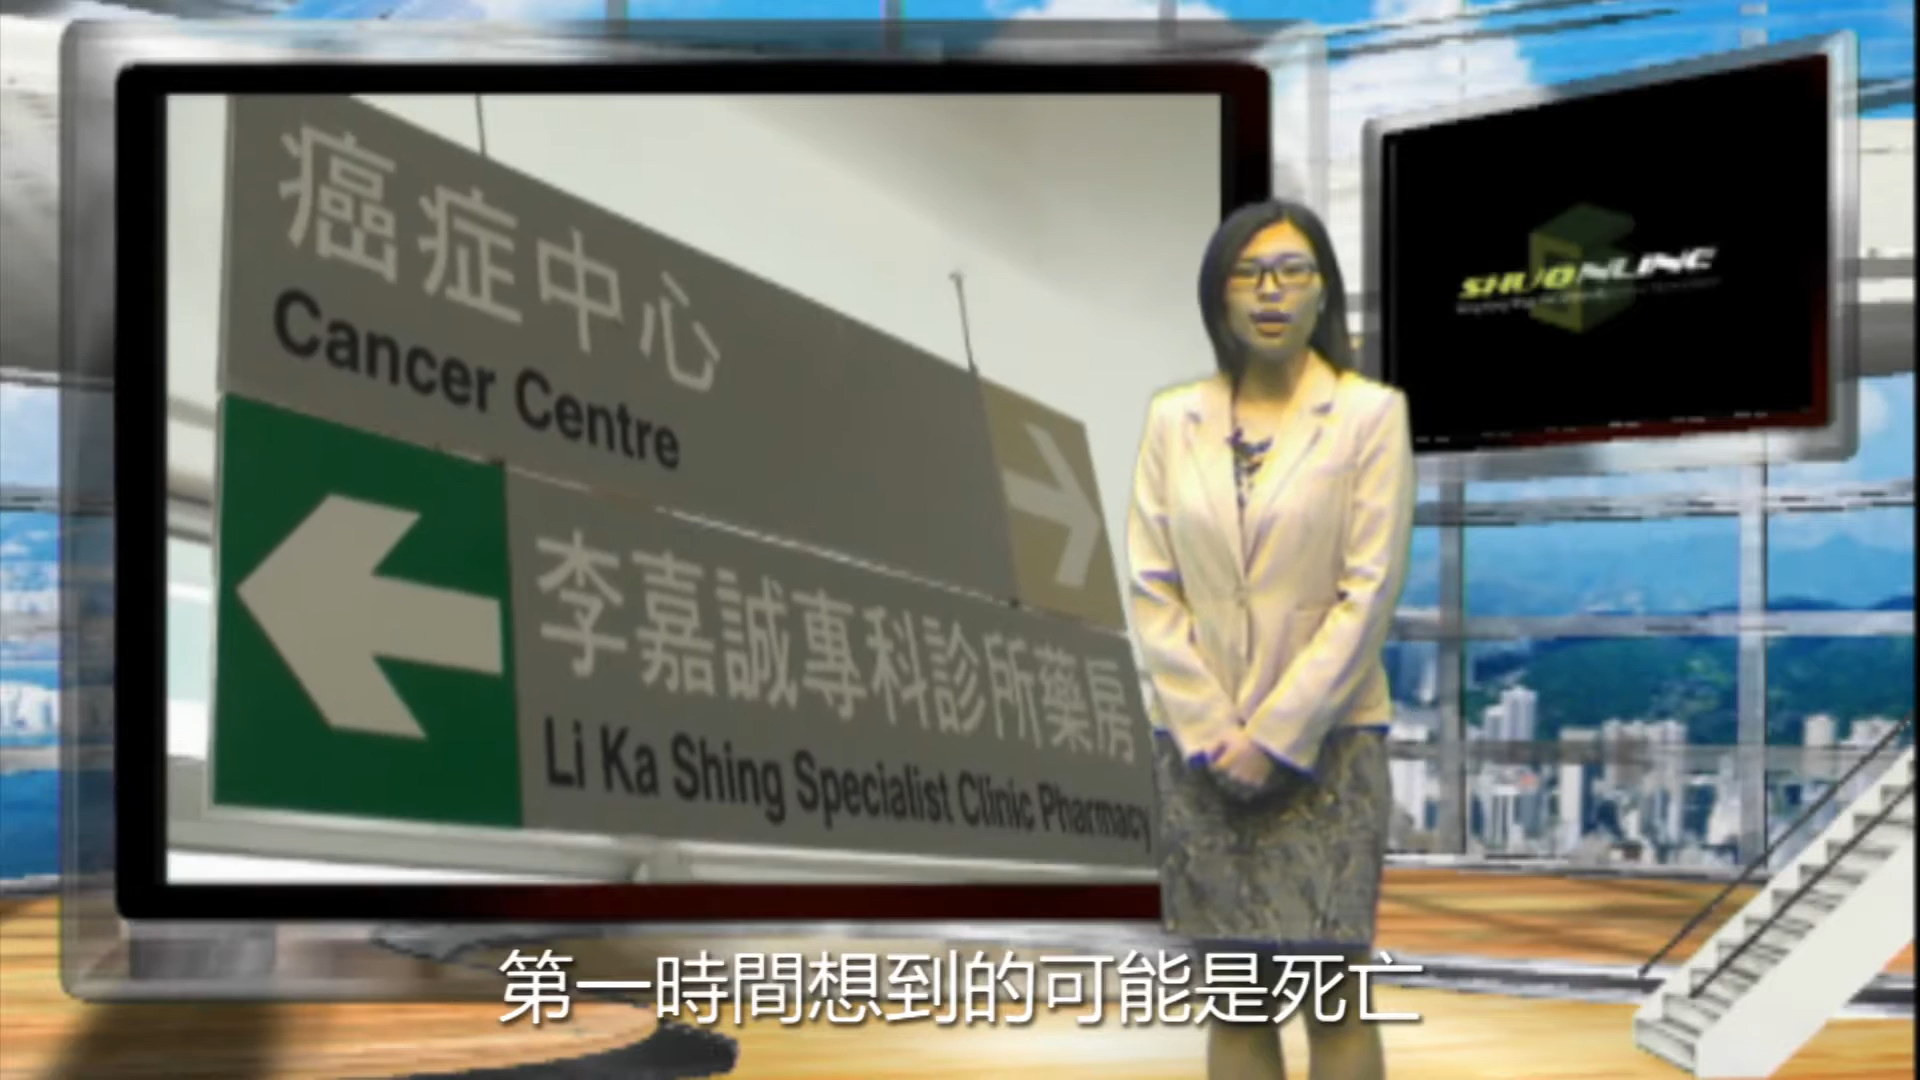 癌症中心
Cancer Centre
李嘉誠專科診所藥房
Li Ka Shing Specialist Clinic Pharmacy
SHUONLINE
第一時間想到的可能是死亡